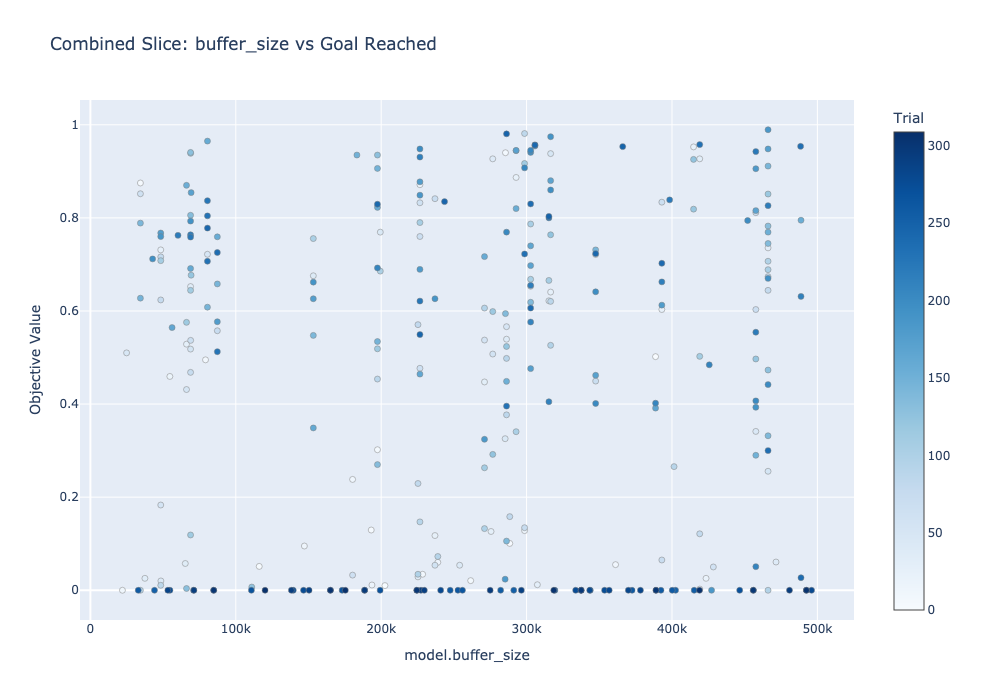 Combined Slice: buffer_size vs Goal Reached
Trial
1
0.8
0.6
0.4
0.2
0
Objective Value
0
100k
200k
300k
400k
500k
model.buffer_size
300
250
200
150
100
50
0